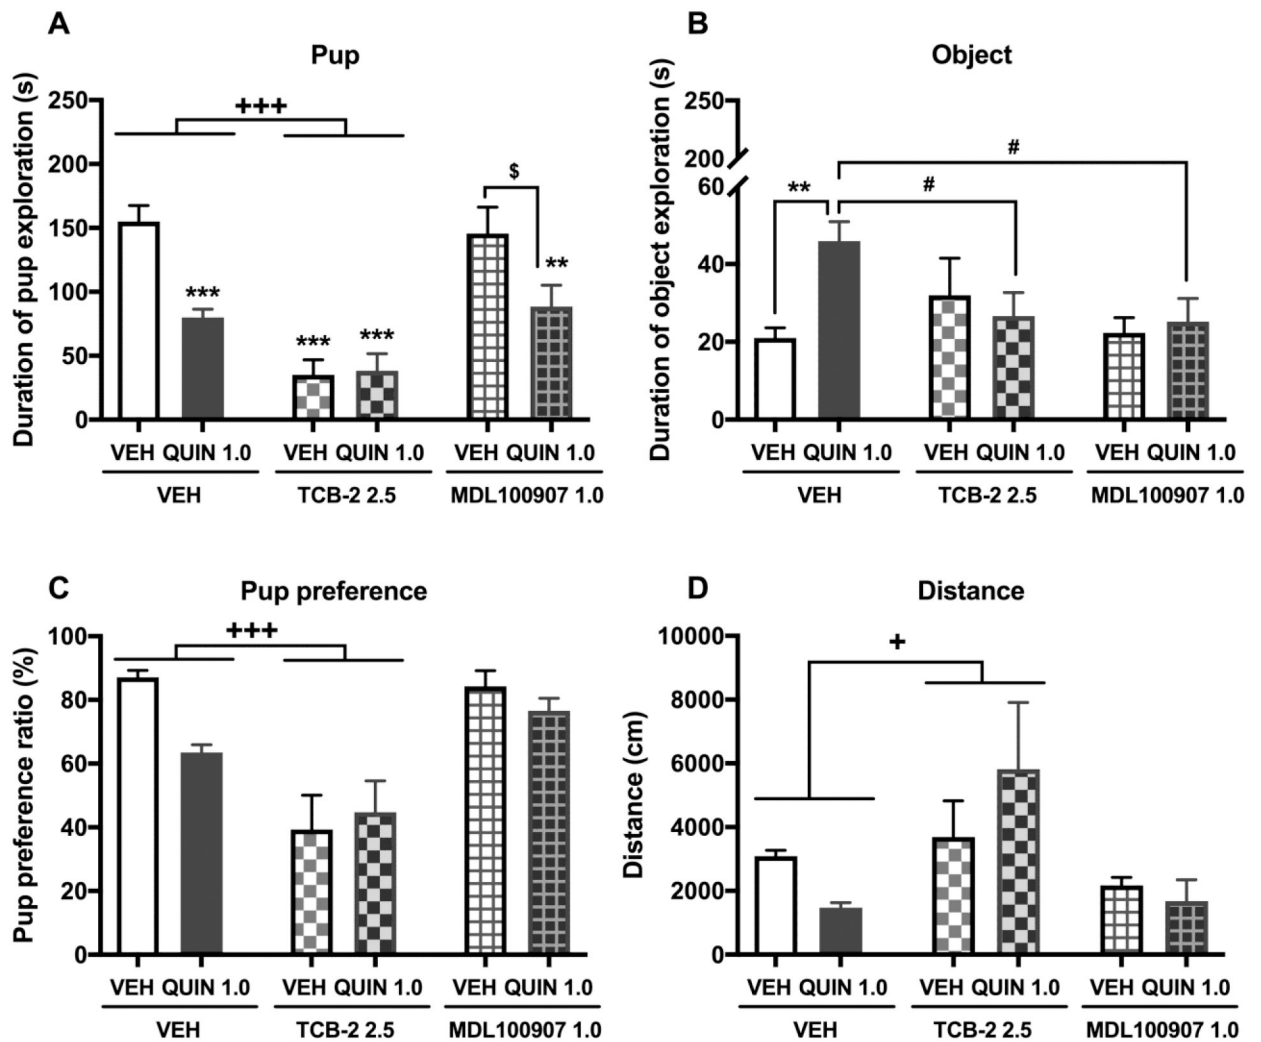 A
Pup
Duration of pup exploration (s)
250
200
150
100
50
0
+++
***
***
***
$
**
VEH QUIN 1.0 VEH QUIN 1.0 VEH QUIN 1.0
VEH TCB-2 2.5 MDL100907 1.0
B
Object
Duration of object exploration (s)
250
200
60
40
20
0
**
#
#
VEH QUIN 1.0 VEH QUIN 1.0 VEH QUIN 1.0
VEH TCB-2 2.5 MDL100907 1.0
C
Pup preference
Pup preference ratio (%)
100
80
60
40
20
0
+++
VEH QUIN 1.0 VEH QUIN 1.0 VEH QUIN 1.0
VEH TCB-2 2.5 MDL100907 1.0
D
Distance
Distance (cm)
10000
8000
6000
4000
2000
0
+
VEH QUIN 1.0 VEH QUIN 1.0 VEH QUIN 1.0
VEH TCB-2 2.5 MDL100907 1.0